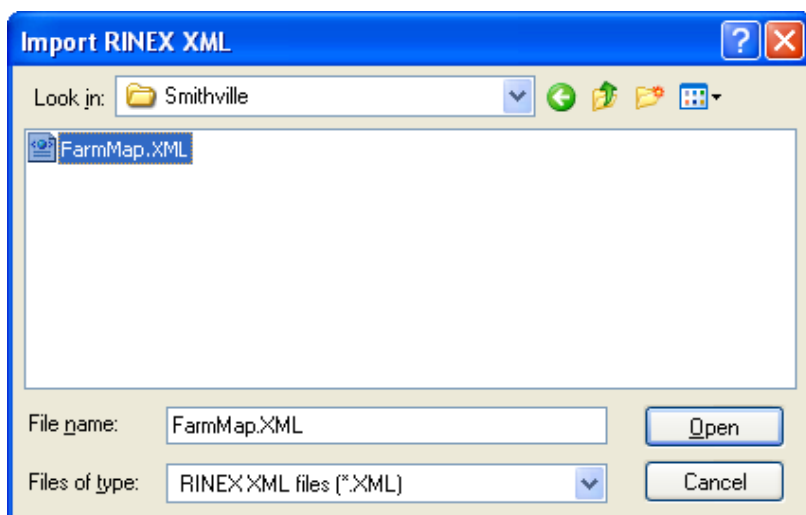 Import RINEX XML
Look in: Smithville
FarmMap.XML
File name: FarmMap.XML Open
Files of type: RINEX XML files (*.XML) Cancel